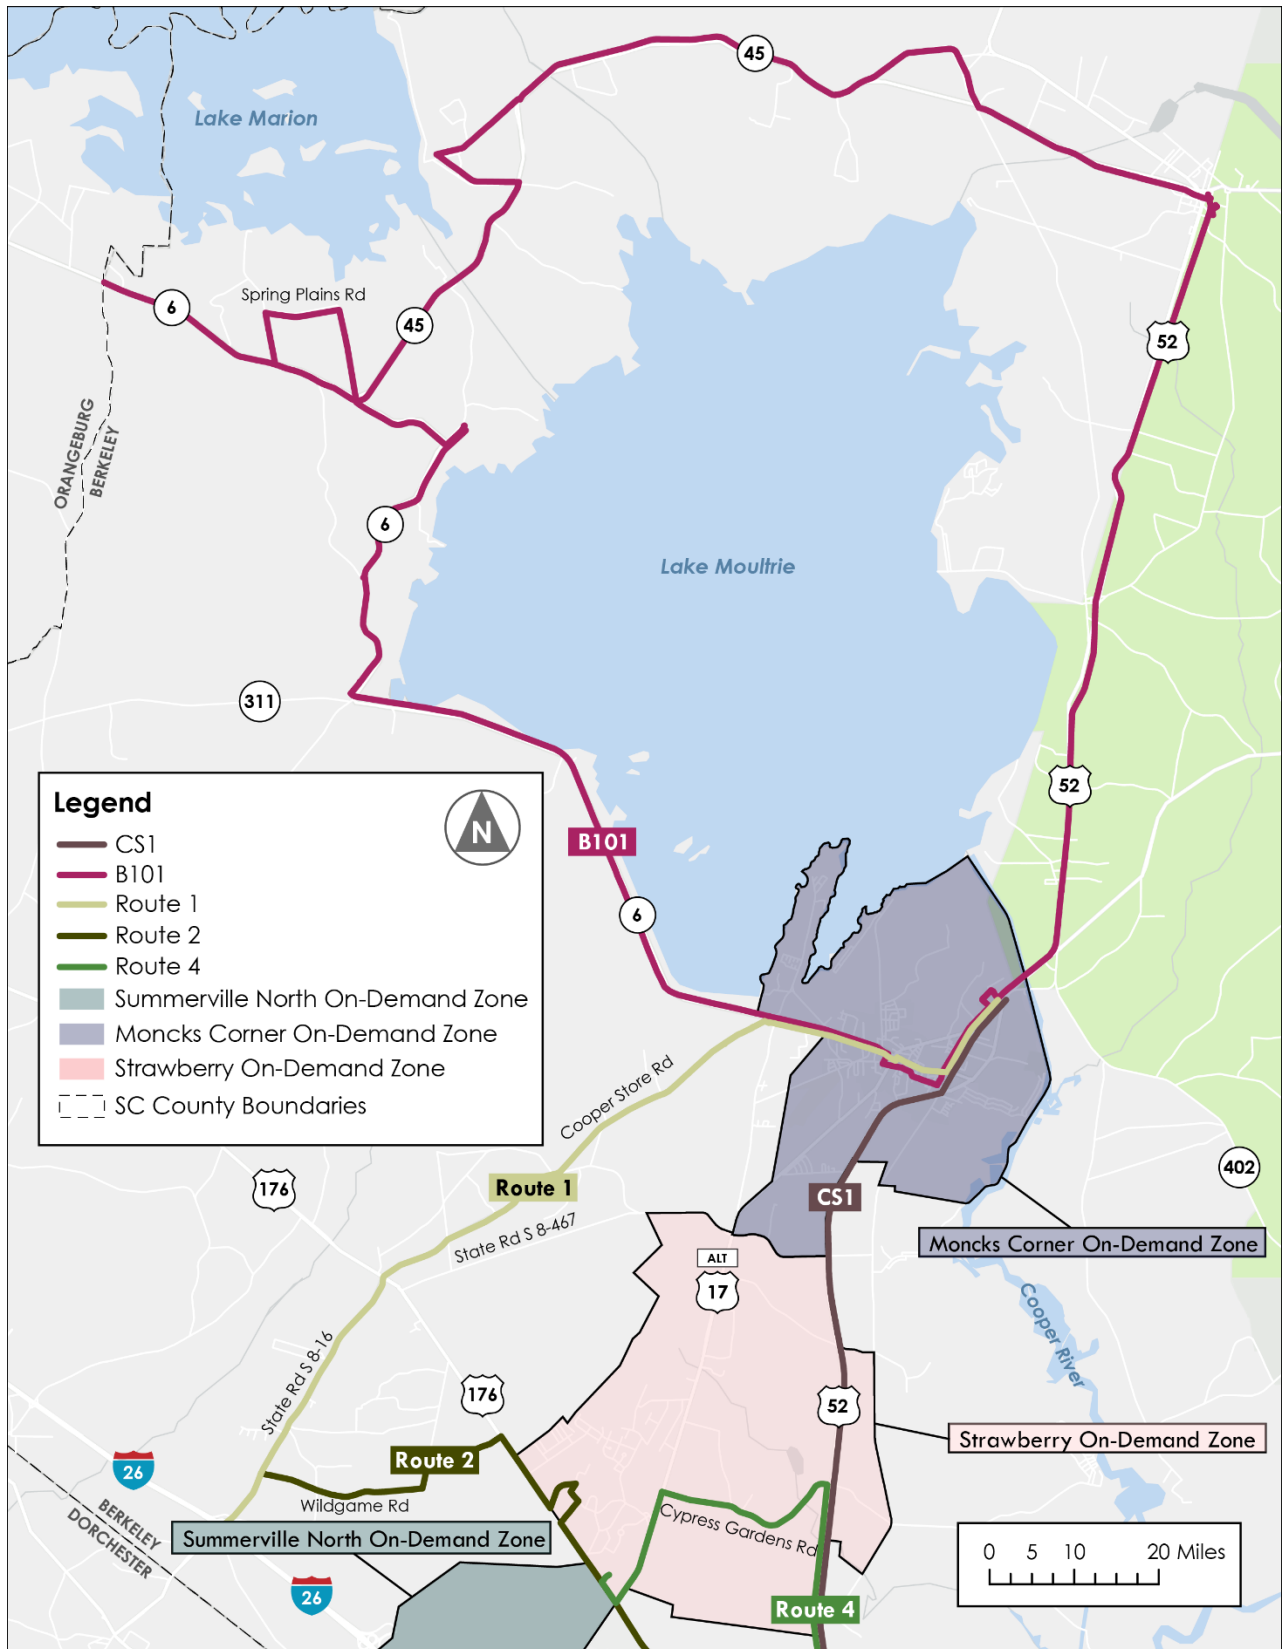 45
Lake Marion
Spring Plains Rd
6
45
52
ORANGEBURG
BERKELEY
6
Lake Moultrie
311
52
Legend
N
CS1
B101
Route 1
Route 2
Route 4
Summerville North On-Demand Zone
Moncks Corner On-Demand Zone
Strawberry On-Demand Zone
SC County Boundaries
B101
6
Cooper Store Rd
176
Route 1
State Rd S 8-467
CS1
402
Moncks Corner On-Demand Zone
ALT
17
Cooper River
State Rd S 8-16
176
52
Strawberry On-Demand Zone
Route 2
26
Wildgame Rd
Cypress Gardens Rd
BERKELEY
DORCHESTER
Summerville North On-Demand Zone
26
Route 4
0 5 10 20 Miles